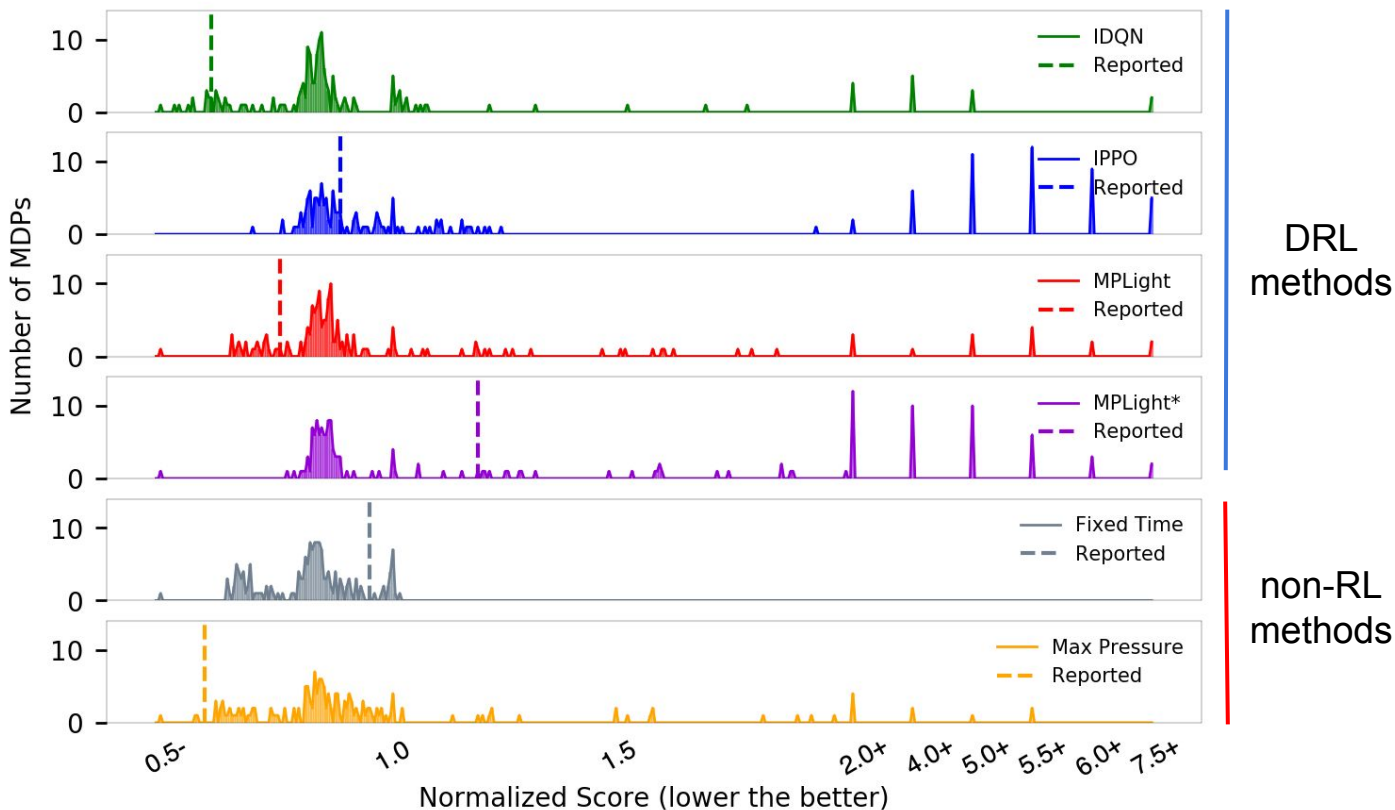 10
0
IDQN
Reported
10
0
IPPO
Reported
10
0
MPLight
Reported
10
0
MPLight*
Reported
10
0
Fixed Time
Reported
10
0
Max Pressure
Reported
Number of MDPs
0.5- 1.0 1.5 2.0+ 4.0+ 5.0+ 5.5+ 6.0+ 7.5+
Normalized Score (lower the better)
DRL
methods
non-RL
methods